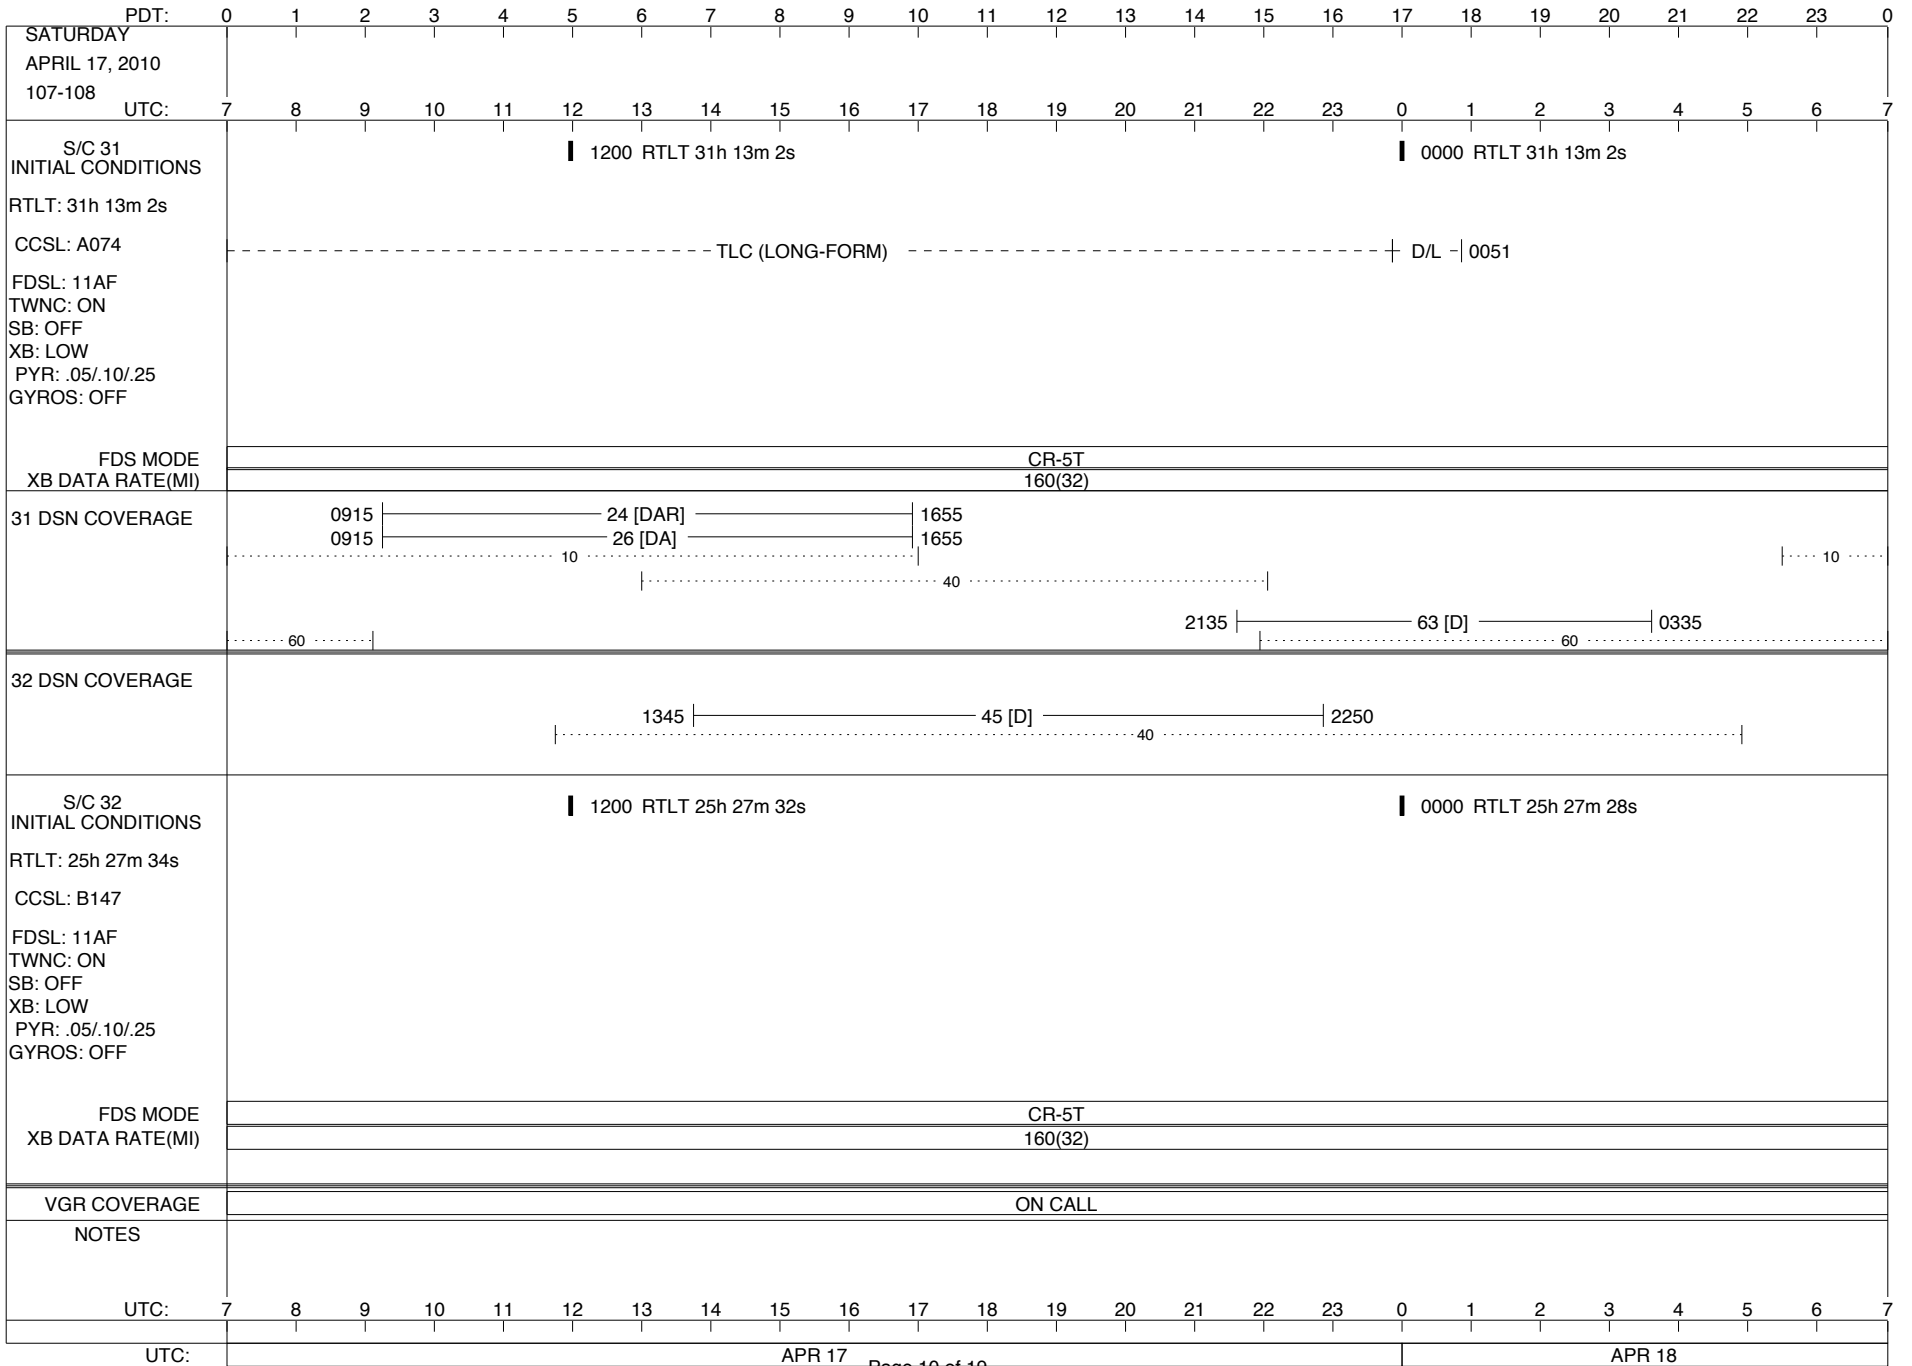 PDT: 0 1 2 3 4 5 6 7 8 9 10 11 12 13 14 15 16 17 18 19 20 21 22 23 0
SATURDAY
APRIL 17, 2010
107-108
UTC: 7 8 9 10 11 12 13 14 15 16 17 18 19 20 21 22 23 0 1 2 3 4 5 6 7
S/C 31
INITIAL CONDITIONS
1200 RTLT 31h 13m 2s
0000 RTLT 31h 13m 2s
RTLT: 31h 13m 2s
CCSL: A074
TLC (LONG-FORM)
D/L
0051
FDSL: 11AF
TWNC: ON
SB: OFF
XB: LOW
PYR: .05/.10/.25
GYROS: OFF
FDS MODE CR-5T
XB DATA RATE(MI) 160(32)
31 DSN COVERAGE
0915 24 [DAR] 1655
0915 26 [DA] 1655
10 10
40
2135 63 [D] 0335
60 60
32 DSN COVERAGE
1345 45 [D] 2250
40
S/C 32
INITIAL CONDITIONS
1200 RTLT 25h 27m 32s
0000 RTLT 25h 27m 28s
RTLT: 25h 27m 34s
CCSL: B147
FDSL: 11AF
TWNC: ON
SB: OFF
XB: LOW
PYR: .05/.10/.25
GYROS: OFF
FDS MODE CR-5T
XB DATA RATE(MI) 160(32)
VGR COVERAGE ON CALL
NOTES
UTC: 7 8 9 10 11 12 13 14 15 16 17 18 19 20 21 22 23 0 1 2 3 4 5 6 7
UTC: APR 17 APR 18
Page 10 of 10